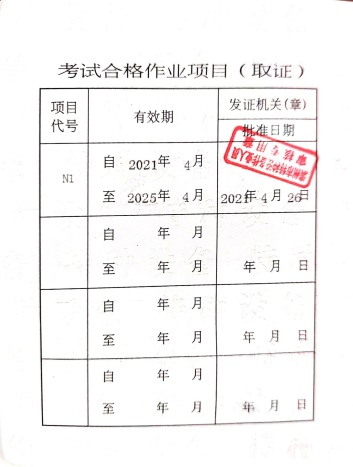 考试合格作业项目（取证）
项目代号 有效期 发证机关(章)
批准日期
N1 自 2021年 4月
至 2025年 4月 2021年 4月 26日
自 年 月
至 年 月 年 月 日
自 年 月
至 年 月 年 月 日
自 年 月
至 年 月 年 月 日